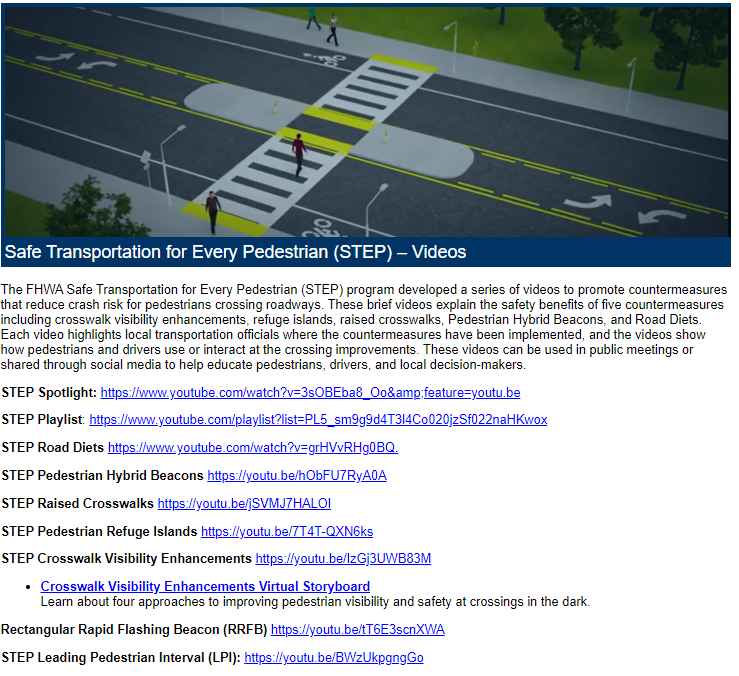 Safe Transportation for Every Pedestrian (STEP) – Videos
The FHWA Safe Transportation for Every Pedestrian (STEP) program developed a series of videos to promote countermeasures
that reduce crash risk for pedestrians crossing roadways. These brief videos explain the safety benefits of five countermeasures
including crosswalk visibility enhancements, refuge islands, raised crosswalks, Pedestrian Hybrid Beacons, and Road Diets.
Each video highlights local transportation officials where the countermeasures have been implemented, and the videos show
how pedestrians and drivers use or interact at the crossing improvements. These videos can be used in public meetings or
shared through social media to help educate pedestrians, drivers, and local decision-makers.
STEP Spotlight: https://www.youtube.com/watch?v=3sOBEba8_Oo&amp;feature=youtu.be
STEP Playlist: https://www.youtube.com/playlist?list=PL5_sm9g9d4T3l4Co020jzSf022naHKwox
STEP Road Diets https://www.youtube.com/watch?v=grHVvRHg0BQ.
STEP Pedestrian Hybrid Beacons https://youtu.be/hObFU7RyA0A
STEP Raised Crosswalks https://youtu.be/jSVMJ7HALOI
STEP Pedestrian Refuge Islands https://youtu.be/7T4T-QXN6ks
STEP Crosswalk Visibility Enhancements https://youtu.be/IzGj3UWB83M
• Crosswalk Visibility Enhancements Virtual Storyboard
Learn about four approaches to improving pedestrian visibility and safety at crossings in the dark.
Rectangular Rapid Flashing Beacon (RRFB) https://youtu.be/tT6E3scnXWA
STEP Leading Pedestrian Interval (LPI): https://youtu.be/BWzUkpgngGo